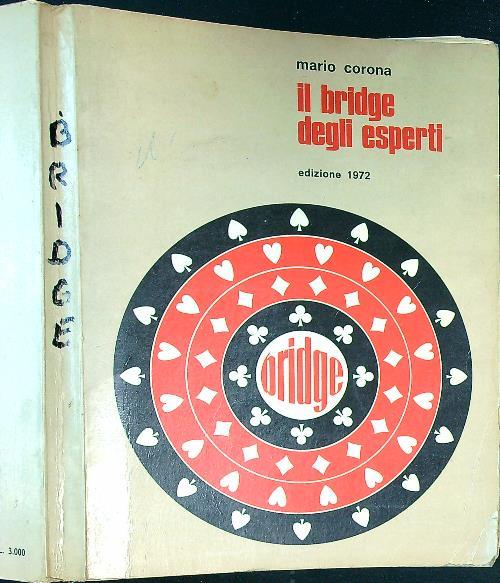 mario corona
il bridge
degli esperti
edizione 1972
bridge
BRIDGE
L. 3.000